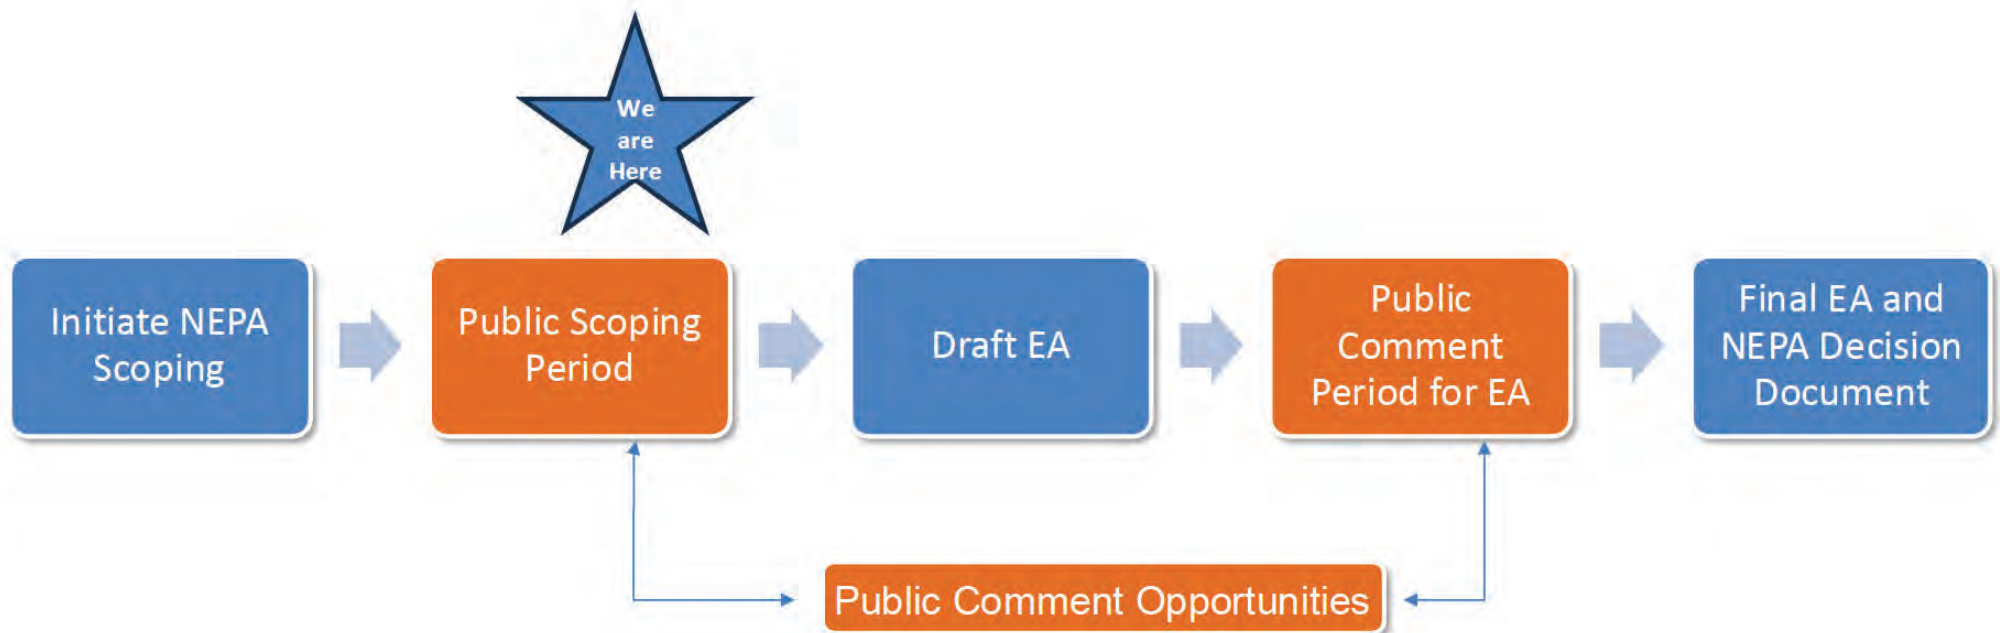 We
are
Here
Initiate NEPA
Scoping
Public Scoping
Period
Draft EA
Public
Comment
Period for EA
Final EA and
NEPA Decision
Document
Public Comment Opportunities